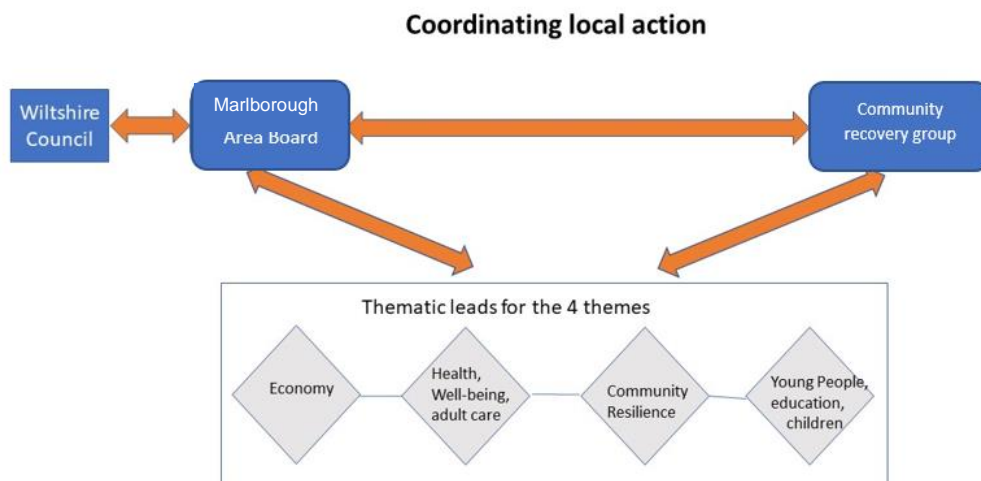 Coordinating local action
Wiltshire
Council
Marlborough
Area Board
Community
recovery group
Thematic leads for the 4 themes
Economy
Health,
Well-being,
adult care
Community
Resilience
Young People,
education,
children